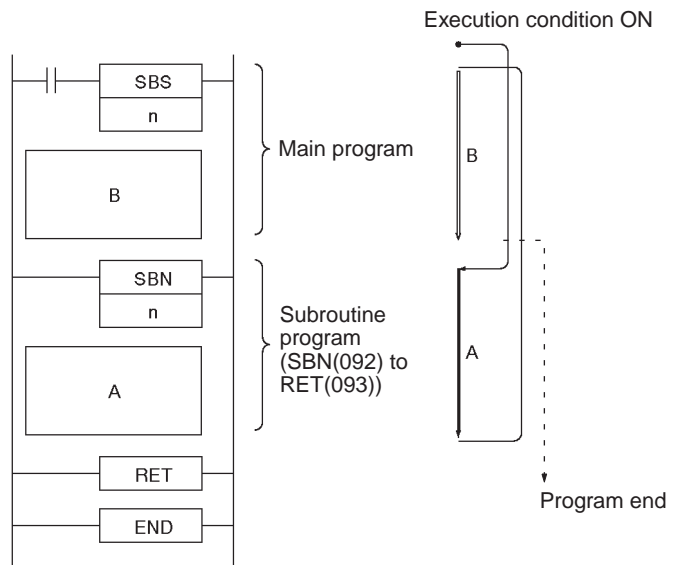 Execution condition ON
SBS
n
B
Main program
B
SBN
n
A
Subroutine
program
(SBN(092) to
RET(093))
A
RET
END
Program end